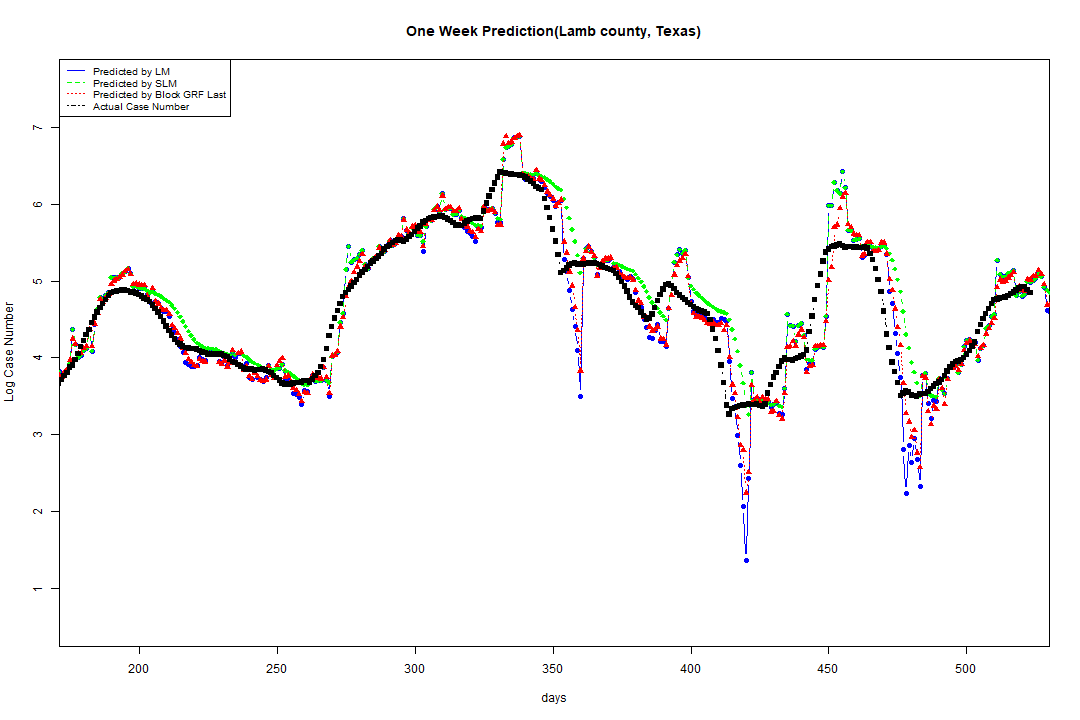 One Week Prediction(Lamb county, Texas)
Predicted by LM
Predicted by SLM
Predicted by Block GRF Last
Actual Case Number
7
6
5
4
3
2
1
Log Case Number
200 250 300 350 400 450 500
days